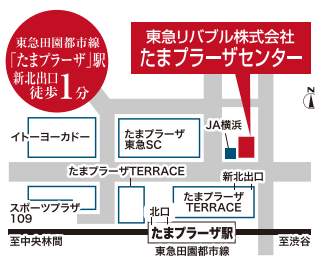 東急田園都市線
「たまプラーザ」駅
新北出口
徒歩1分
東急リバブル株式会社
たまプラーザセンター
N
イトーヨーカドー
たまプラーザ
東急SC
JA横浜
たまプラーザTERRACE
新北出口
スポーツプラザ
109
北口
たまプラーザ
TERRACE
至中央林間
たまプラーザ駅
至渋谷
東急田園都市線